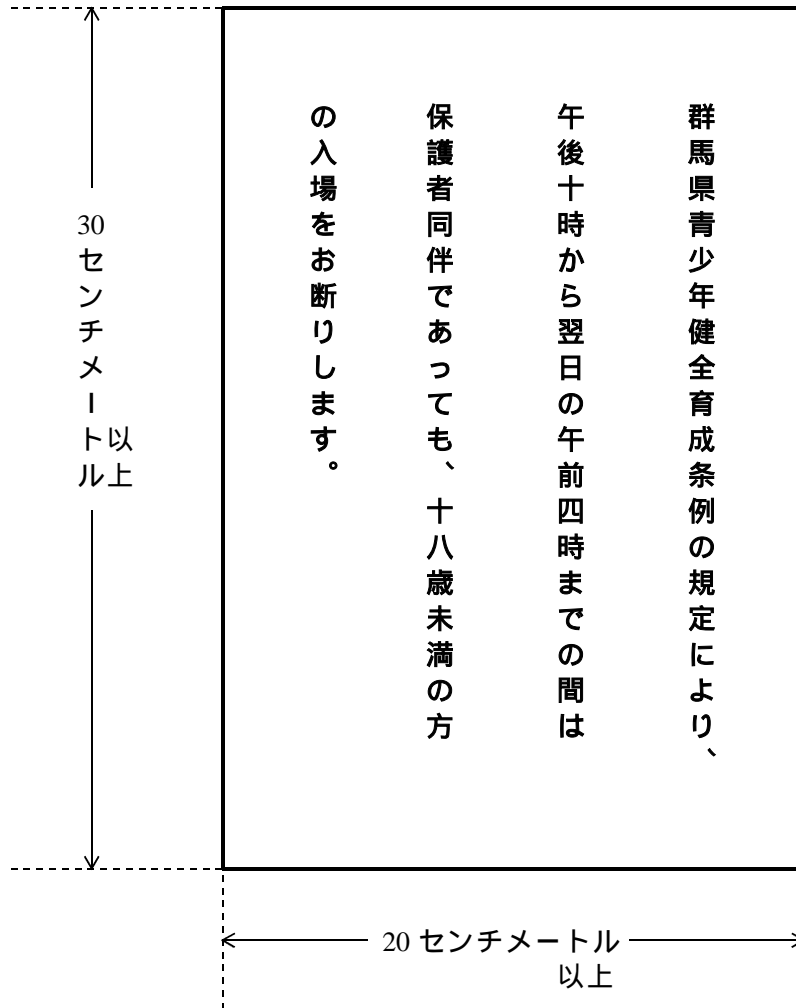 群馬県青少年健全育成条例の規定により、
午後十時から翌日の午前四時までの間は
保護者同伴であっても、十八歳未満の方
の入場をお断りします。
30センチメートル
以上
20 センチメートル
以上